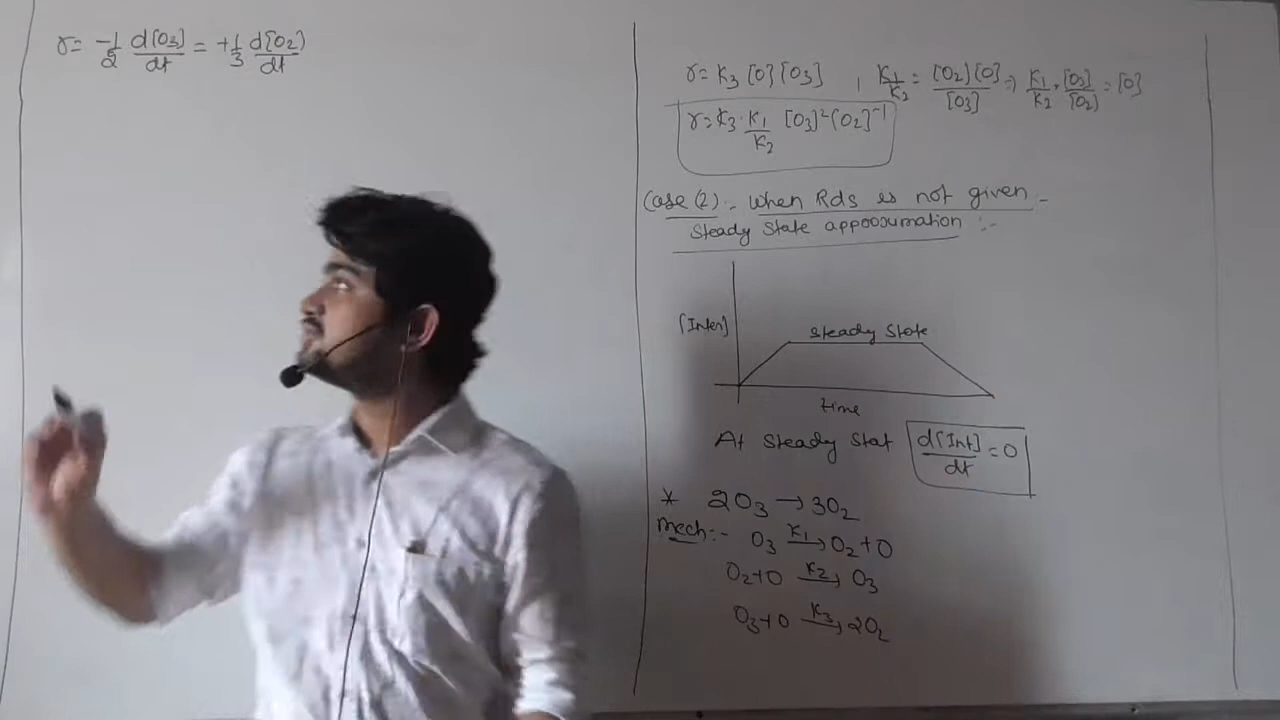 r = -1/2 d[O3]/dt = +1/3 d[O2]/dt
r = K3 [O] [O3] , K1/K2 = [O2][O]/[O3] ⇒ K1/K2 · [O3]/[O2] = [O]
r = K3 · K1/K2 [O3]²[O2]⁻¹
Case (2) :- when Rds is not given -
Steady State approxumation :-
[Inter]
Steady State
time
At Steady Stat d[Int]/dt = 0
* 2O3 → 3O2
Mech:- O3 K1→ O2+O
O2+O K2→ O3
O3+O K3→ 2O2